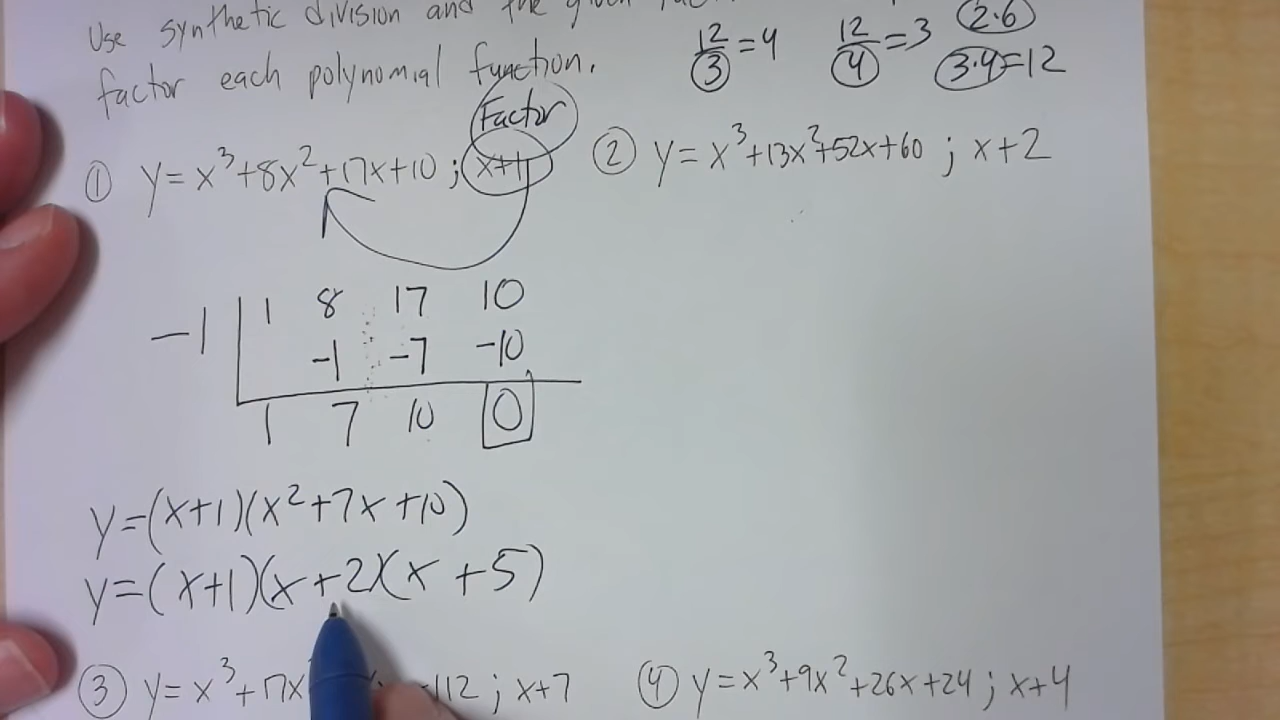 Use synthetic division and the given
factor each polynomial function.
12/3 = 4 12/4 = 3 2·6
3·4 = 12
Factor
① y = x³ + 8x² + 17x + 10 ; x+1
② y = x³ + 13x² + 52x + 60 ; x + 2
-1 | 1 8 17 10
-1 -7 -10
1 7 10 0
y = (x+1)(x² + 7x + 10)
y = (x+1)(x+2)(x+5)
③ y = x³ + 17x 112 ; x+7
④ y = x³ + 9x² + 26x + 24 ; x+4